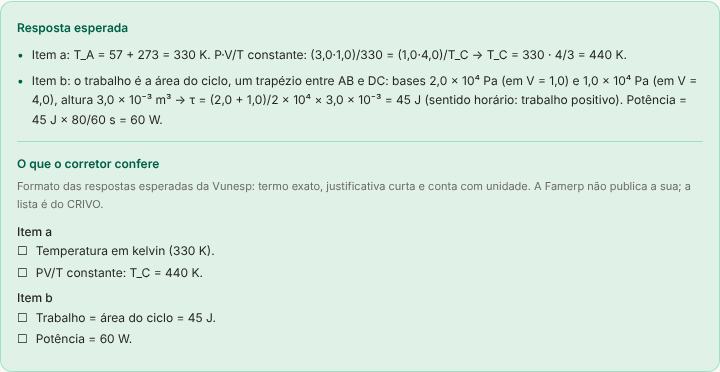 Resposta esperada
• Item a: T_A = 57 + 273 = 330 K. P·V/T constante: (3,0·1,0)/330 = (1,0·4,0)/T_C → T_C = 330 · 4/3 = 440 K.
• Item b: o trabalho é a área do ciclo, um trapézio entre AB e DC: bases 2,0 × 10⁴ Pa (em V = 1,0) e 1,0 × 10⁴ Pa (em V =
4,0), altura 3,0 × 10⁻³ m³ → τ = (2,0 + 1,0)/2 × 10⁴ × 3,0 × 10⁻³ = 45 J (sentido horário: trabalho positivo). Potência =
45 J × 80/60 s = 60 W.
O que o corretor confere
Formato das respostas esperadas da Vunesp: termo exato, justificativa curta e conta com unidade. A Famerp não publica a sua; a
lista é do CRIVO.
Item a
☐ Temperatura em kelvin (330 K).
☐ PV/T constante: T_C = 440 K.
Item b
☐ Trabalho = área do ciclo = 45 J.
☐ Potência = 60 W.